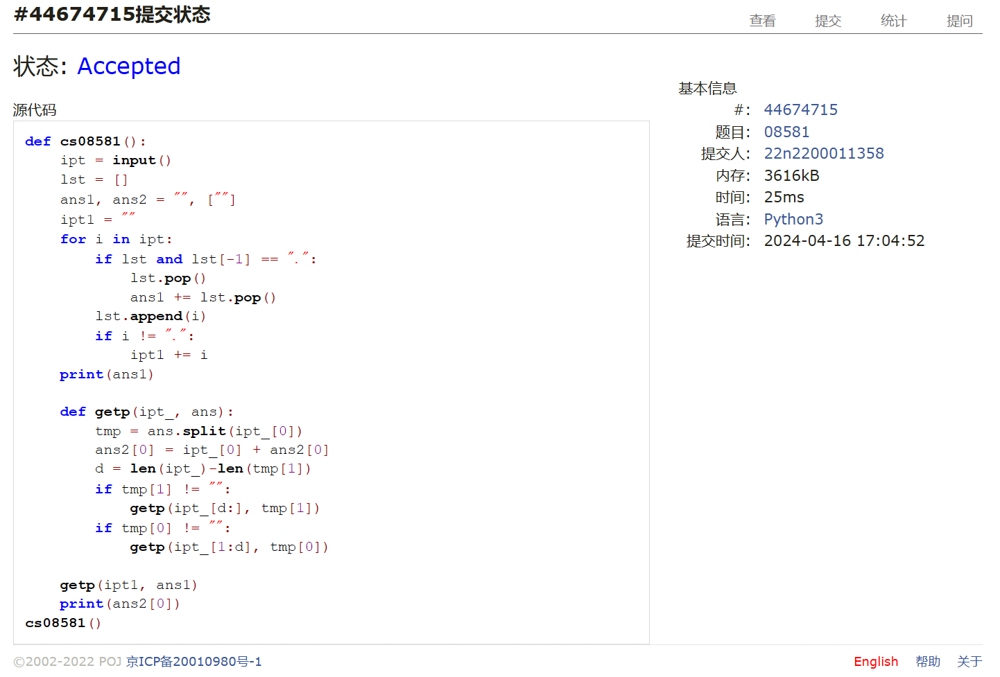 #44674715提交状态
查看 提交 统计 提问
状态: Accepted
源代码
def cs08581():
    ipt = input()
    lst = []
    ans1, ans2 = "", [""]
    ipt1 = ""
    for i in ipt:
        if lst and lst[-1] == ".":
            lst.pop()
            ans1 += lst.pop()
        lst.append(i)
        if i != ".":
            ipt1 += i
    print(ans1)

    def getp(ipt_, ans):
        tmp = ans.split(ipt_[0])
        ans2[0] = ipt_[0] + ans2[0]
        d = len(ipt_)-len(tmp[1])
        if tmp[1] != "":
            getp(ipt_[d:], tmp[1])
        if tmp[0] != "":
            getp(ipt_[1:d], tmp[0])

    getp(ipt1, ans1)
    print(ans2[0])
cs08581()
基本信息
#: 44674715
题目: 08581
提交人: 22n2200011358
内存: 3616kB
时间: 25ms
语言: Python3
提交时间: 2024-04-16 17:04:52
©2002-2022 POJ 京ICP备20010980号-1
English 帮助 关于